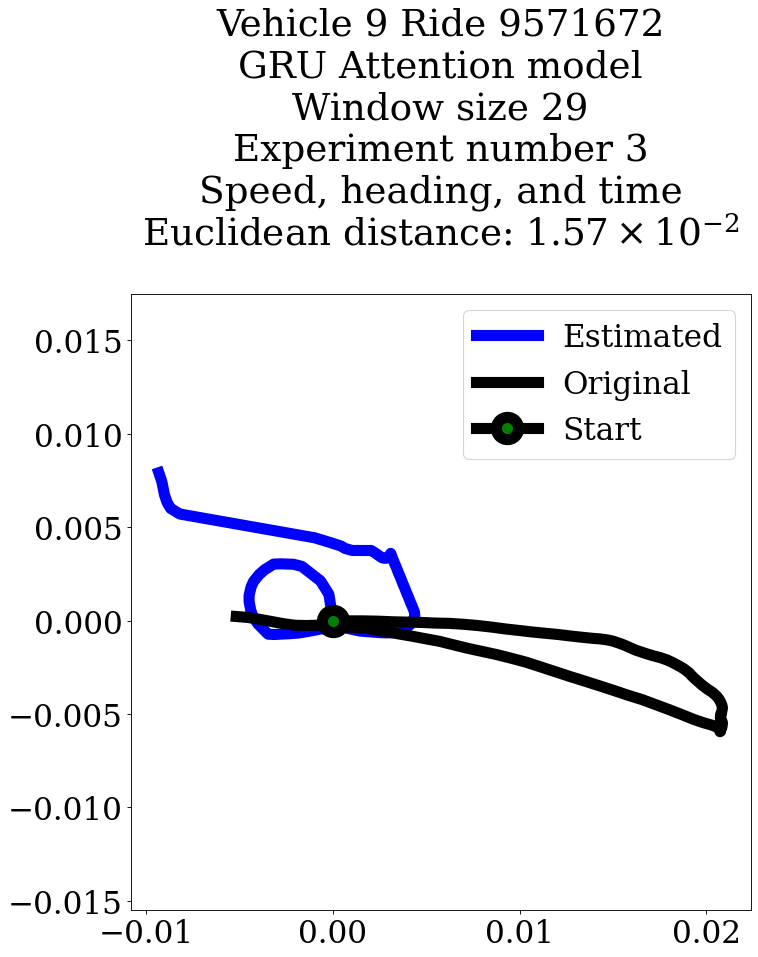 Vehicle 9 Ride 9571672
GRU Attention model
Window size 29
Experiment number 3
Speed, heading, and time
Euclidean distance: 1.57 × 10⁻²
Estimated
Original
Start
0.015
0.010
0.005
0.000
−0.005
−0.010
−0.015
−0.01 0.00 0.01 0.02